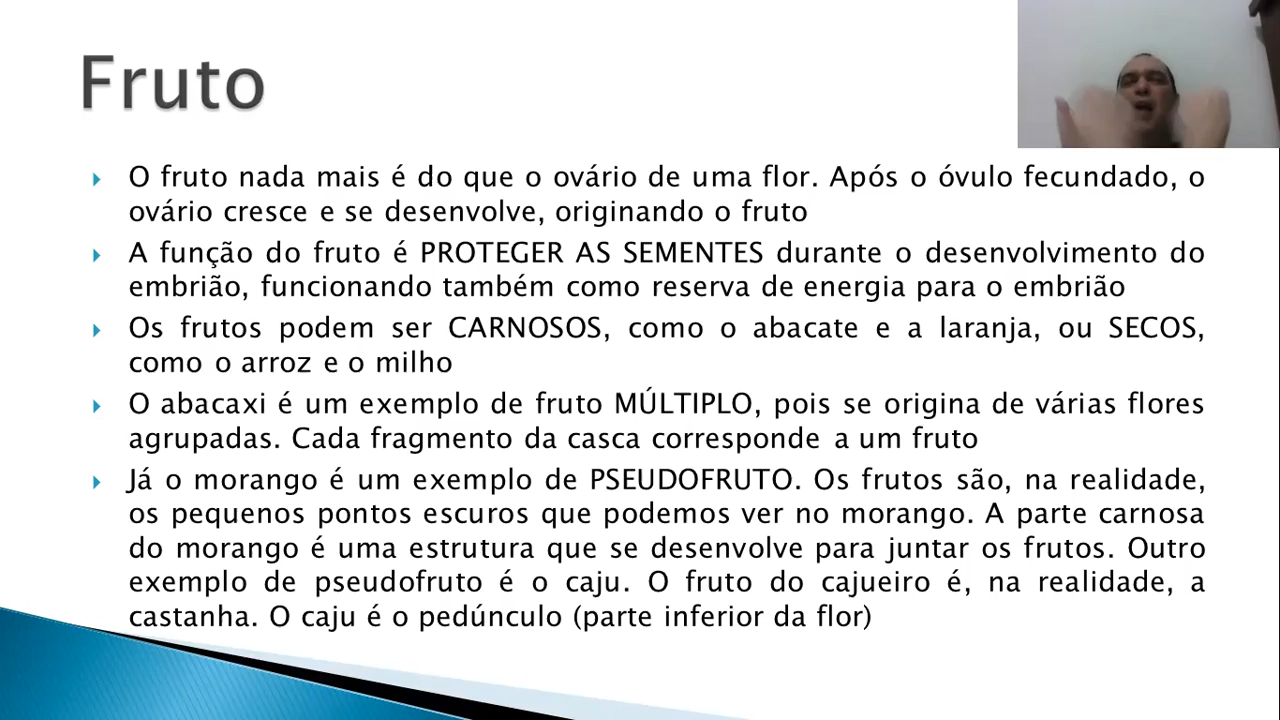 Fruto
O fruto nada mais é do que o ovário de uma flor. Após o óvulo fecundado, o
ovário cresce e se desenvolve, originando o fruto
A função do fruto é PROTEGER AS SEMENTES durante o desenvolvimento do
embrião, funcionando também como reserva de energia para o embrião
Os frutos podem ser CARNOSOS, como o abacate e a laranja, ou SECOS,
como o arroz e o milho
O abacaxi é um exemplo de fruto MÚLTIPLO, pois se origina de várias flores
agrupadas. Cada fragmento da casca corresponde a um fruto
Já o morango é um exemplo de PSEUDOFRUTO. Os frutos são, na realidade,
os pequenos pontos escuros que podemos ver no morango. A parte carnosa
do morango é uma estrutura que se desenvolve para juntar os frutos. Outro
exemplo de pseudofruto é o caju. O fruto do cajueiro é, na realidade, a
castanha. O caju é o pedúnculo (parte inferior da flor)